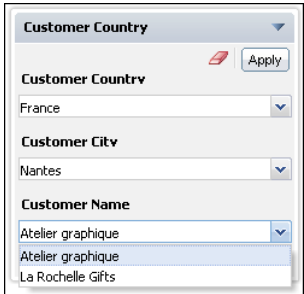 Customer Country
Apply
Customer Country
France
Customer City
Nantes
Customer Name
Atelier graphique
Atelier graphique
La Rochelle Gifts